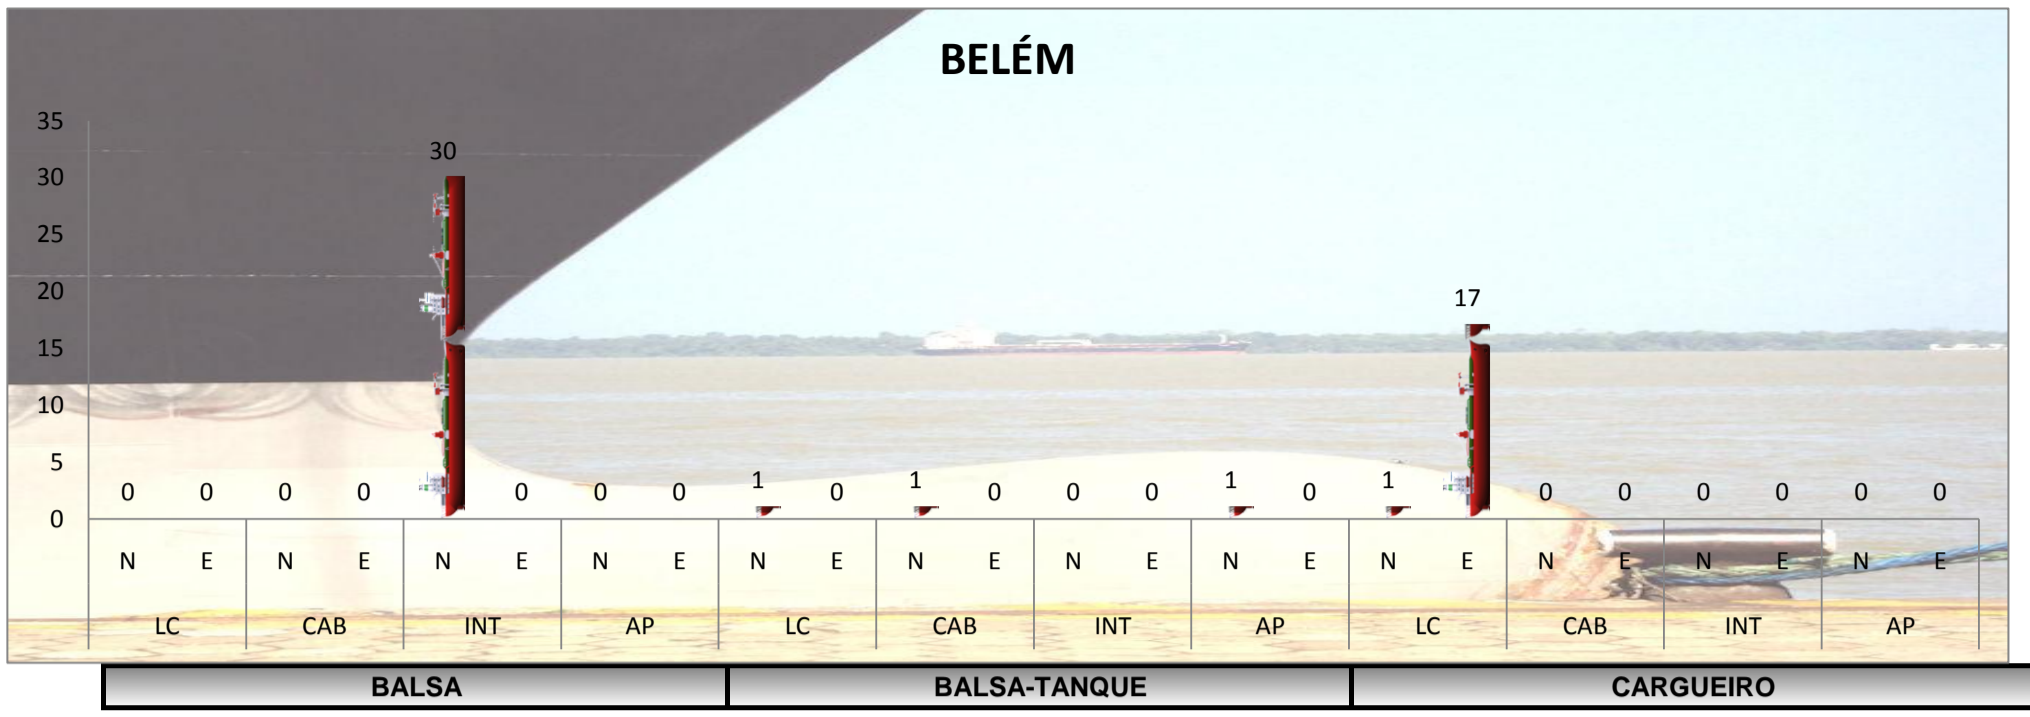 BELÉM
35
30
30
25
20
17
15
10
5
0 0 0 0 0 0 0 1 0 1 0 0 0 1 0 1 0 0 0 0 0 0
0
N E N E N E N E N E N E N E N E N E N E N E N E
LC CAB INT AP LC CAB INT AP LC CAB INT AP
BALSA BALSA-TANQUE CARGUEIRO